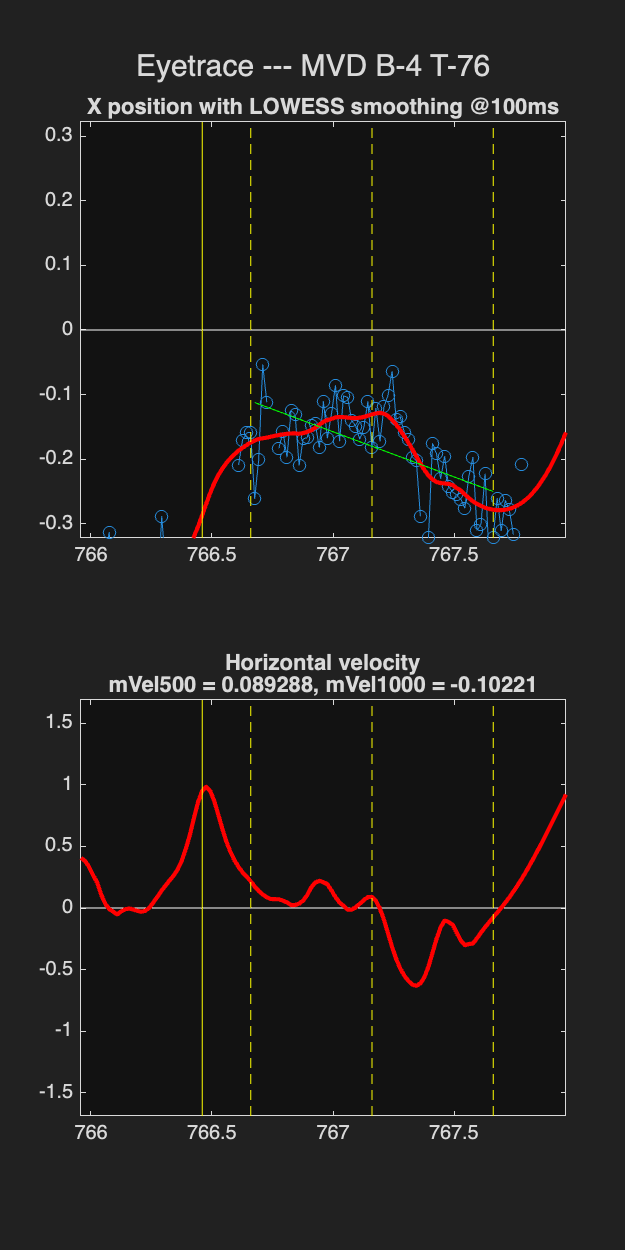 Eyetrace --- MVD B-4 T-76
X position with LOWESS smoothing @100ms
0.3
0.2
0.1
0
-0.1
-0.2
-0.3
766 766.5 767 767.5
Horizontal velocity
mVel500 = 0.089288, mVel1000 = -0.10221
1.5
1
0.5
0
-0.5
-1
-1.5
766 766.5 767 767.5